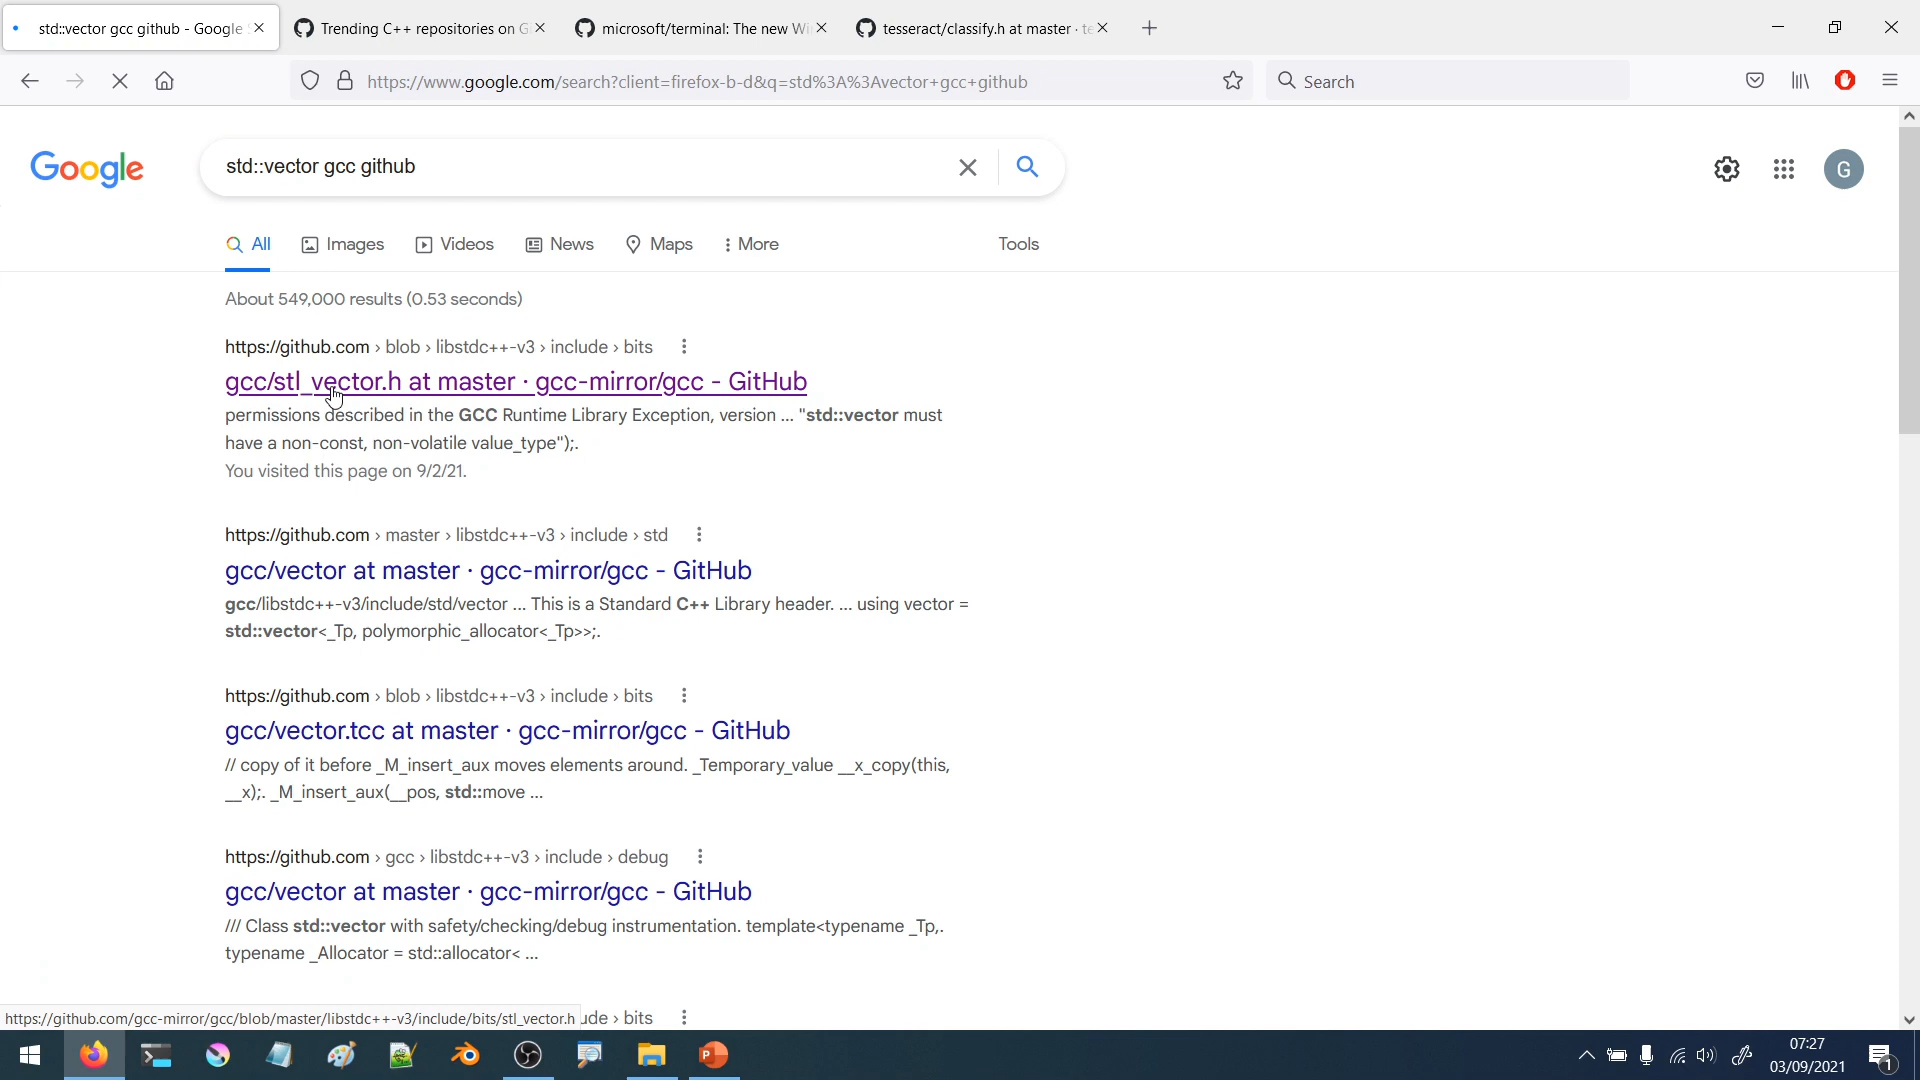 std::vector gcc github - Google S
Trending C++ repositories on G
microsoft/terminal: The new Wi
tesseract/classify.h at master · te
https://www.google.com/search?client=firefox-b-d&q=std%3A%3Avector+gcc+github
Search
Google
std::vector gcc github
G
All
Images
Videos
News
Maps
More
Tools
About 549,000 results (0.53 seconds)
https://github.com › blob › libstdc++-v3 › include › bits
gcc/stl_vector.h at master · gcc-mirror/gcc - GitHub
permissions described in the GCC Runtime Library Exception, version ... "std::vector must
have a non-const, non-volatile value_type");.
You visited this page on 9/2/21.
https://github.com › master › libstdc++-v3 › include › std
gcc/vector at master · gcc-mirror/gcc - GitHub
gcc/libstdc++-v3/include/std/vector ... This is a Standard C++ Library header. ... using vector =
std::vector<_Tp, polymorphic_allocator<_Tp>>;.
https://github.com › blob › libstdc++-v3 › include › bits
gcc/vector.tcc at master · gcc-mirror/gcc - GitHub
// copy of it before _M_insert_aux moves elements around. _Temporary_value __x_copy(this,
__x);. _M_insert_aux(__pos, std::move ...
https://github.com › gcc › libstdc++-v3 › include › debug
gcc/vector at master · gcc-mirror/gcc - GitHub
/// Class std::vector with safety/checking/debug instrumentation. template<typename _Tp,.
typename _Allocator = std::allocator< ...
https://github.com/gcc-mirror/gcc/blob/master/libstdc++-v3/include/bits/stl_vector.h
ude › bits
07:27
03/09/2021
1